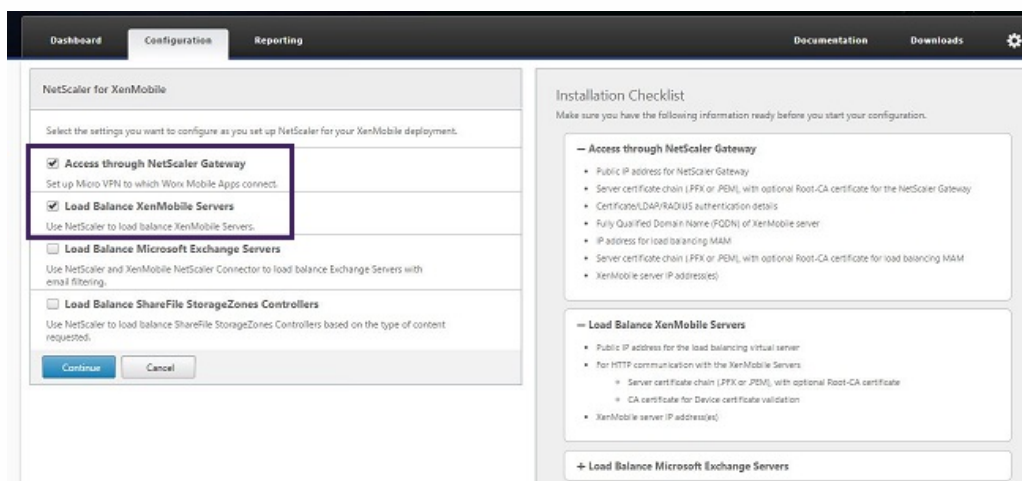 Dashboard Configuration Reporting Documentation Downloads
NetScaler for XenMobile
Select the settings you want to configure as you set up NetScaler for your XenMobile deployment.
Access through NetScaler Gateway
Set up Micro VPN to which Worx Mobile Apps connect.
Load Balance XenMobile Servers
Use NetScaler to load balance XenMobile Servers.
Load Balance Microsoft Exchange Servers
Use NetScaler and XenMobile NetScaler Connector to load balance Exchange Servers with
email filtering.
Load Balance ShareFile StorageZones Controllers
Use NetScaler to load balance ShareFile StorageZones Controllers based on the type of content
requested.
Continue Cancel
Installation Checklist
Make sure you have the following information ready before you start your configuration.
— Access through NetScaler Gateway
• Public IP address for NetScaler Gateway
• Server certificate chain (.PFX or .PEM), with optional Root-CA certificate for the NetScaler Gateway
• Certificate/LDAP/RADIUS authentication details
• Fully Qualified Domain Name (FQDN) of XenMobile server
• IP address for load balancing MAM
• Server certificate chain (.PFX or .PEM), with optional Root-CA certificate for load balancing MAM
• XenMobile server IP address(es)
— Load Balance XenMobile Servers
• Public IP address for the load balancing virtual server
• For HTTP communication with the XenMobile Servers
Server certificate chain (.PFX or .PEM), with optional Root-CA certificate
CA certificate for Device certificate validation
• XenMobile server IP address(es)
+ Load Balance Microsoft Exchange Servers